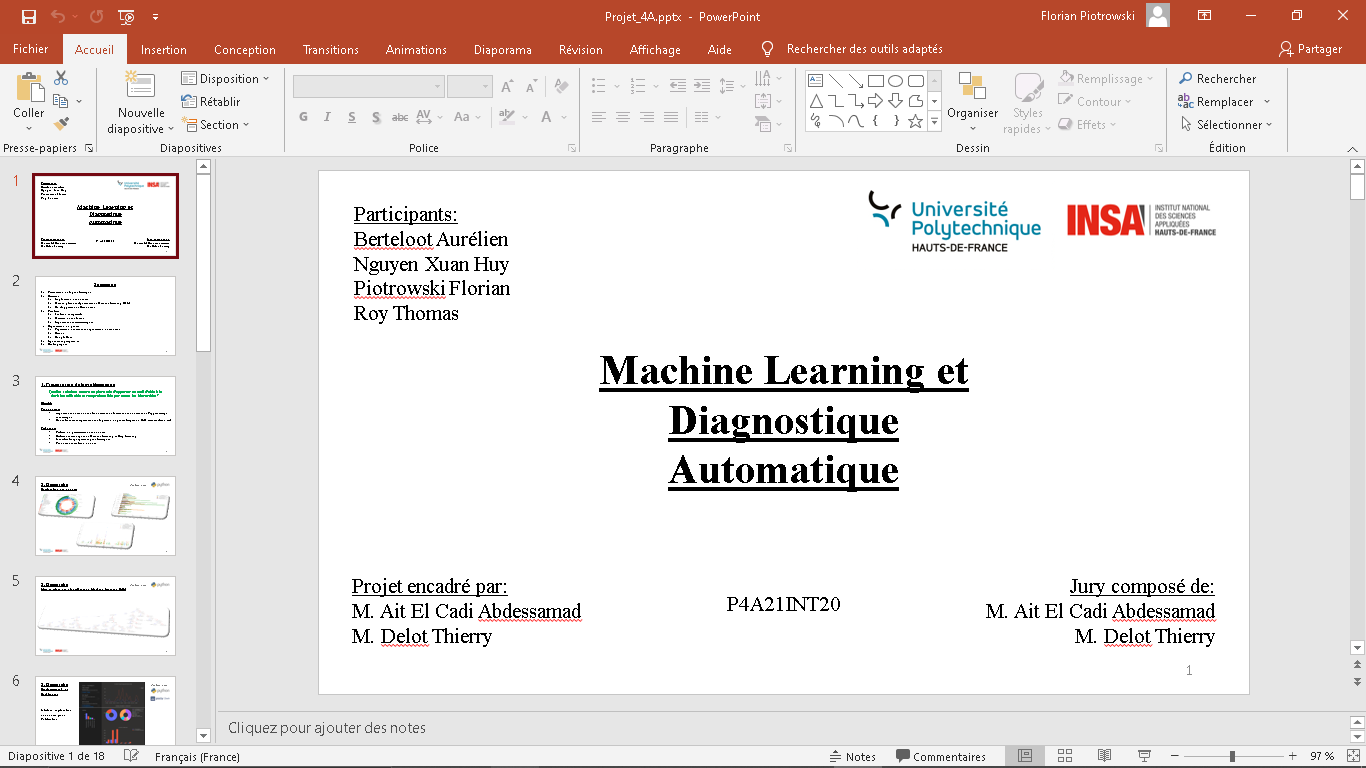 Projet_4A.pptx - PowerPoint
Florian Piotrowski
Fichier
Accueil
Insertion
Conception
Transitions
Animations
Diaporama
Révision
Affichage
Aide
Rechercher des outils adaptés
Partager
Coller
Nouvelle
diapositive
Disposition
Rétablir
Section
G I S S abc AV Aa A
Organiser
Styles
rapides
Remplissage
Contour
Effets
Rechercher
Remplacer
Sélectionner
Presse-papiers
Diapositives
Police
Paragraphe
Dessin
Édition
1
2
3
4
5
6
Participants:
Berteloot Aurélien
Nguyen Xuan Huy
Piotrowski Florian
Roy Thomas
Université
Polytechnique
HAUTS-DE-FRANCE
INSA
INSTITUT NATIONAL
DES SCIENCES
APPLIQUÉES
HAUTS-DE-FRANCE
Machine Learning et
Diagnostique
Automatique
Projet encadré par:
M. Ait El Cadi Abdessamad
M. Delot Thierry
P4A21INT20
Jury composé de:
M. Ait El Cadi Abdessamad
M. Delot Thierry
1
Cliquez pour ajouter des notes
Diapositive 1 de 18
Français (France)
Notes
Commentaires
97 %